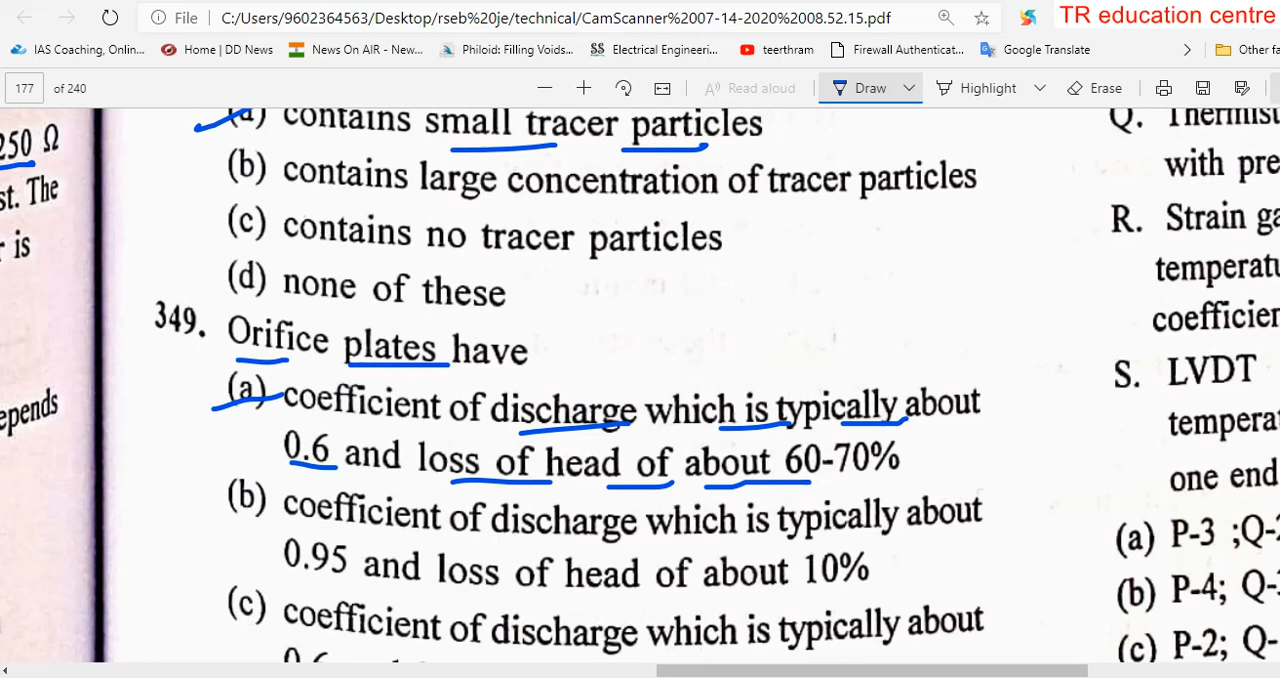 File C:/Users/9602364563/Desktop/rseb%20je/technical/CamScanner%2007-14-2020%2008.52.15.pdf
TR education centre
IAS Coaching, Onlin... Home | DD News News On AIR - New... Philoid: Filling Voids... Electrical Engineeri... teerthram Firewall Authenticat... Google Translate Other fa
177 of 240 Read aloud Draw Highlight Erase
250 Ω
st. The
r is
epends
(a) contains small tracer particles
(b) contains large concentration of tracer particles
(c) contains no tracer particles
(d) none of these
349. Orifice plates have
(a) coefficient of discharge which is typically about
0.6 and loss of head of about 60-70%
(b) coefficient of discharge which is typically about
0.95 and loss of head of about 10%
(c) coefficient of discharge which is typically about
Q. Thermist
with pre
R. Strain ga
temperatu
coefficien
S. LVDT
temperat
one end
(a) P-3 ;Q-2
(b) P-4; Q-
(c) P-2; Q-